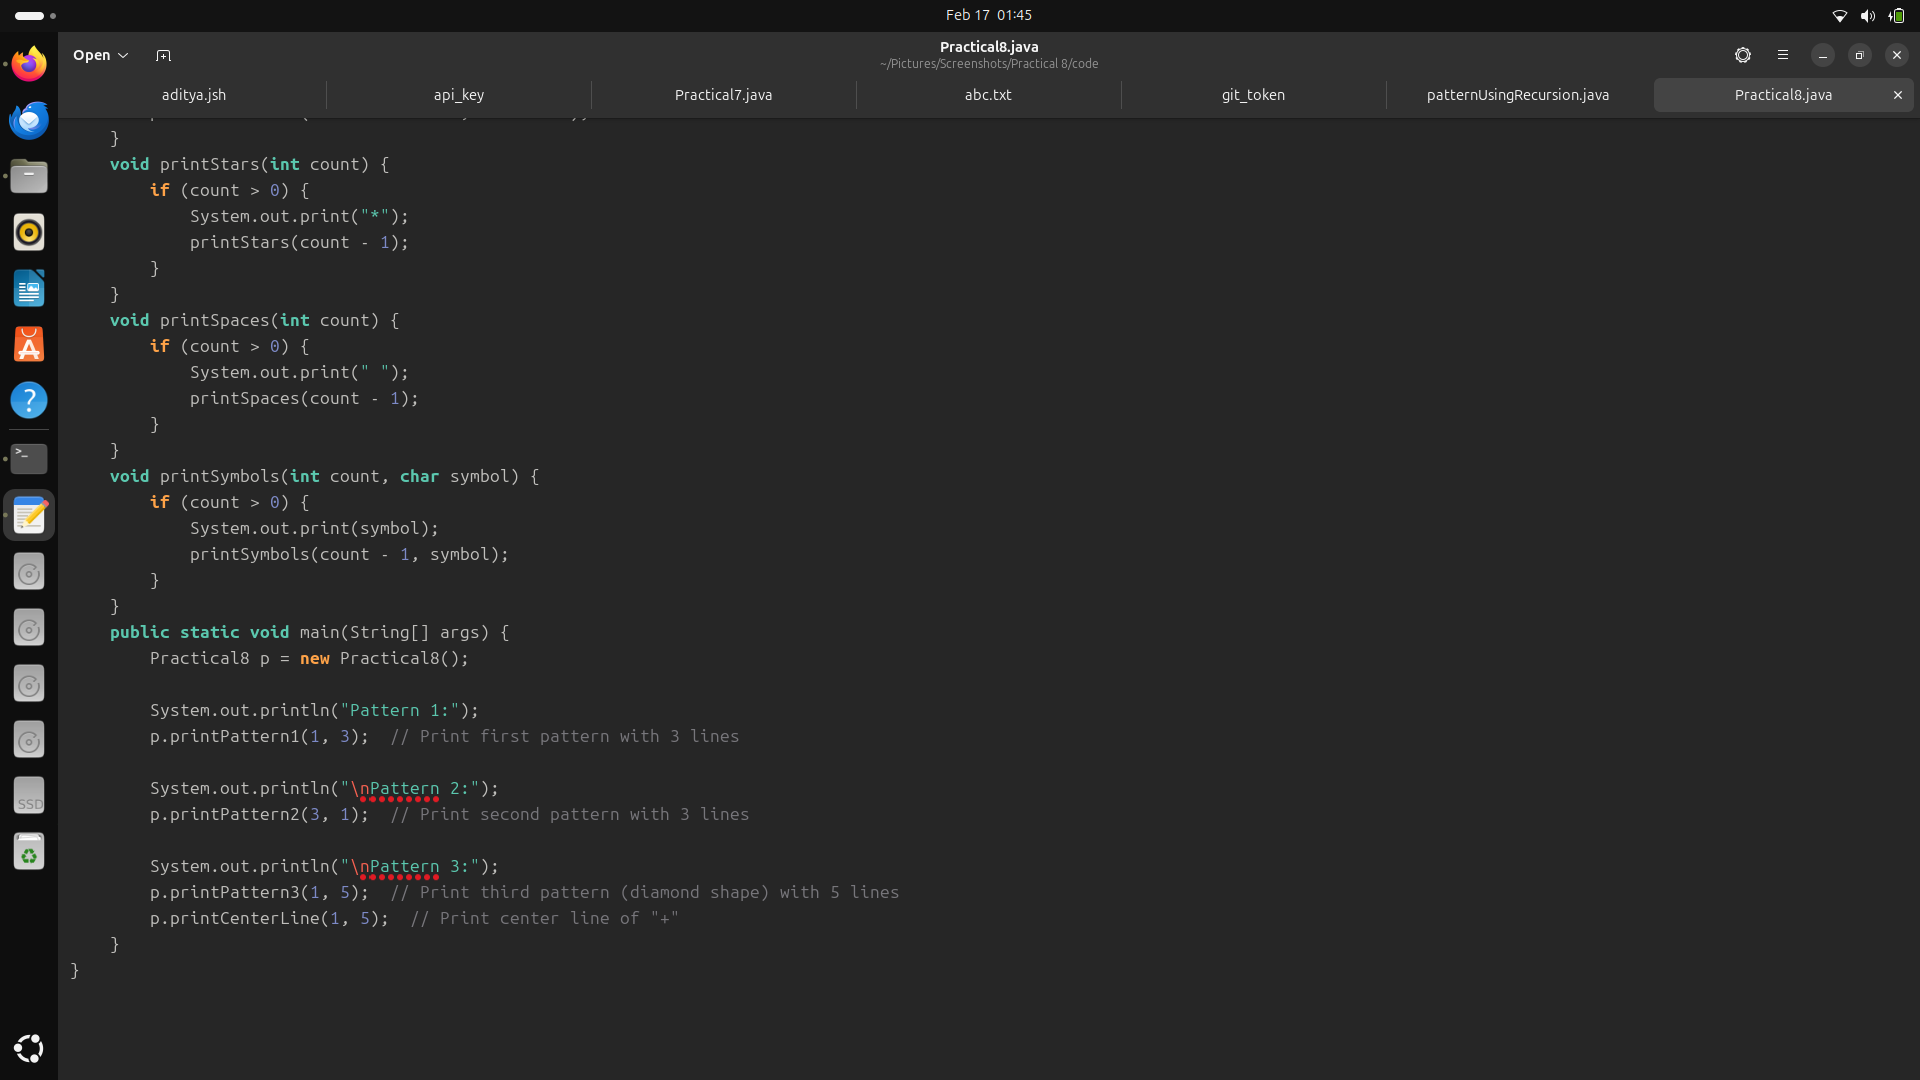 Feb 17 01:45
Open
Practical8.java
~/Pictures/Screenshots/Practical 8/code
aditya.jsh
api_key
Practical7.java
abc.txt
git_token
patternUsingRecursion.java
Practical8.java
    }
    void printStars(int count) {
        if (count > 0) {
            System.out.print("*");
            printStars(count - 1);
        }
    }
    void printSpaces(int count) {
        if (count > 0) {
            System.out.print(" ");
            printSpaces(count - 1);
        }
    }
    void printSymbols(int count, char symbol) {
        if (count > 0) {
            System.out.print(symbol);
            printSymbols(count - 1, symbol);
        }
    }
    public static void main(String[] args) {
        Practical8 p = new Practical8();
        System.out.println("Pattern 1:");
        p.printPattern1(1, 3);  // Print first pattern with 3 lines
        System.out.println("\nPattern 2:");
        p.printPattern2(3, 1);  // Print second pattern with 3 lines
        System.out.println("\nPattern 3:");
        p.printPattern3(1, 5);  // Print third pattern (diamond shape) with 5 lines
        p.printCenterLine(1, 5);  // Print center line of "+"
    }
}
SSD